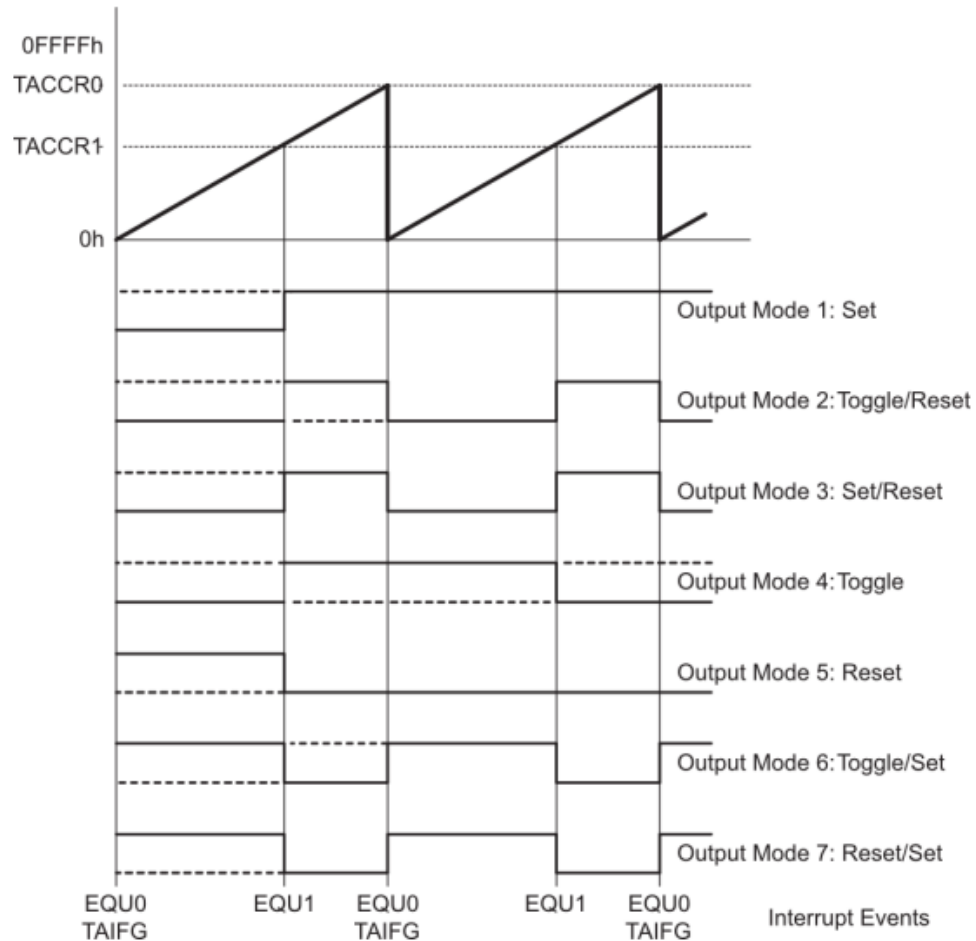 0FFFFh
TACCR0
TACCR1
0h
Output Mode 1: Set
Output Mode 2: Toggle/Reset
Output Mode 3: Set/Reset
Output Mode 4: Toggle
Output Mode 5: Reset
Output Mode 6: Toggle/Set
Output Mode 7: Reset/Set
EQU0 EQU1 EQU0 EQU1 EQU0
TAIFG TAIFG TAIFG
Interrupt Events